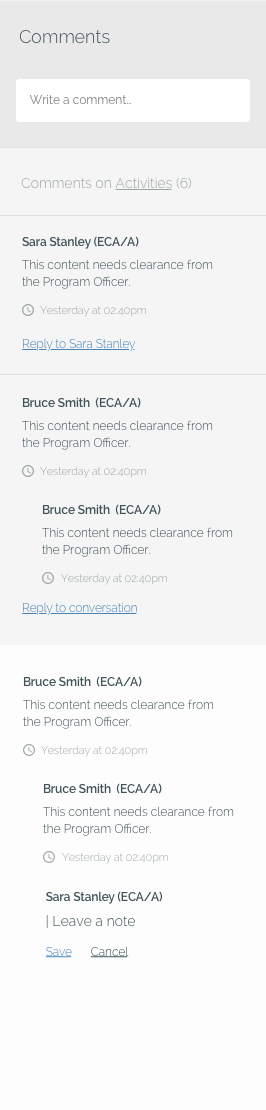 Comments
Write a comment..
Comments on Activities (6)
Sara Stanley (ECA/A)
This content needs clearance from
the Program Officer.
Yesterday at 02:40pm
Reply to Sara Stanley
Bruce Smith (ECA/A)
This content needs clearance from
the Program Officer.
Yesterday at 02:40pm
Bruce Smith (ECA/A)
This content needs clearance from
the Program Officer.
Yesterday at 02:40pm
Reply to conversation
Bruce Smith (ECA/A)
This content needs clearance from
the Program Officer.
Yesterday at 02:40pm
Bruce Smith (ECA/A)
This content needs clearance from
the Program Officer.
Yesterday at 02:40pm
Sara Stanley (ECA/A)
| Leave a note
Save Cancel